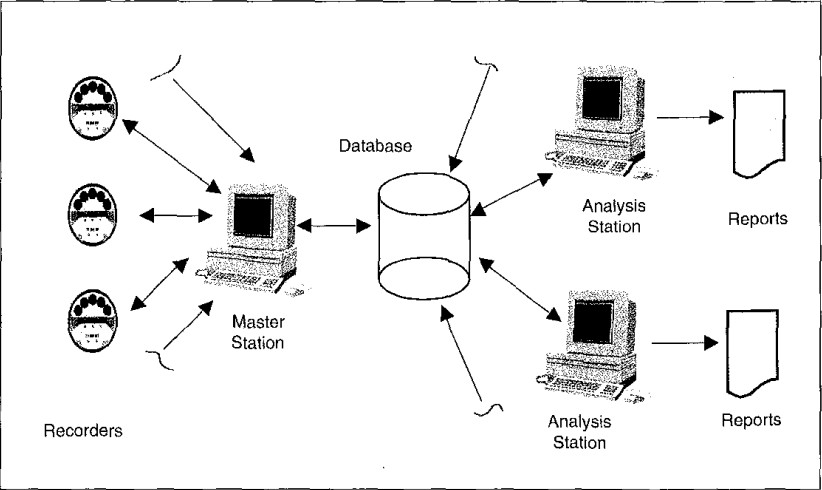 Database
Analysis
Station
Reports
Master
Station
Recorders
Analysis
Station
Reports